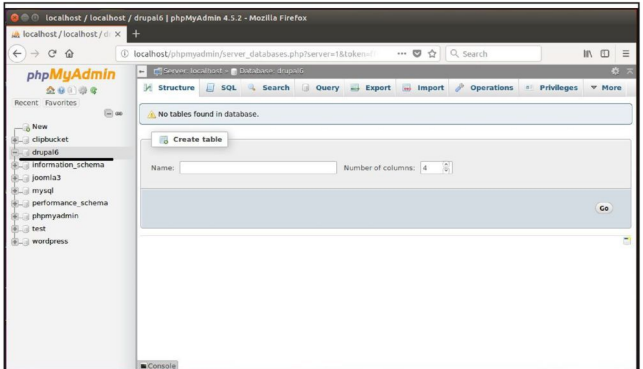 localhost / localhost / drupal6 | phpMyAdmin 4.5.2 - Mozilla Firefox
localhost / localhost / d
localhost/phpmyadmin/server_databases.php?server=1&token=
Search
phpMyAdmin
Recent Favorites
New
clipbucket
drupal6
information_schema
joomla3
mysql
performance_schema
phpmyadmin
test
wordpress
Server: localhost » Database: drupal6
Structure SQL Search Query Export Import Operations Privileges More
No tables found in database.
Create table
Name: Number of columns: 4
Go
Console